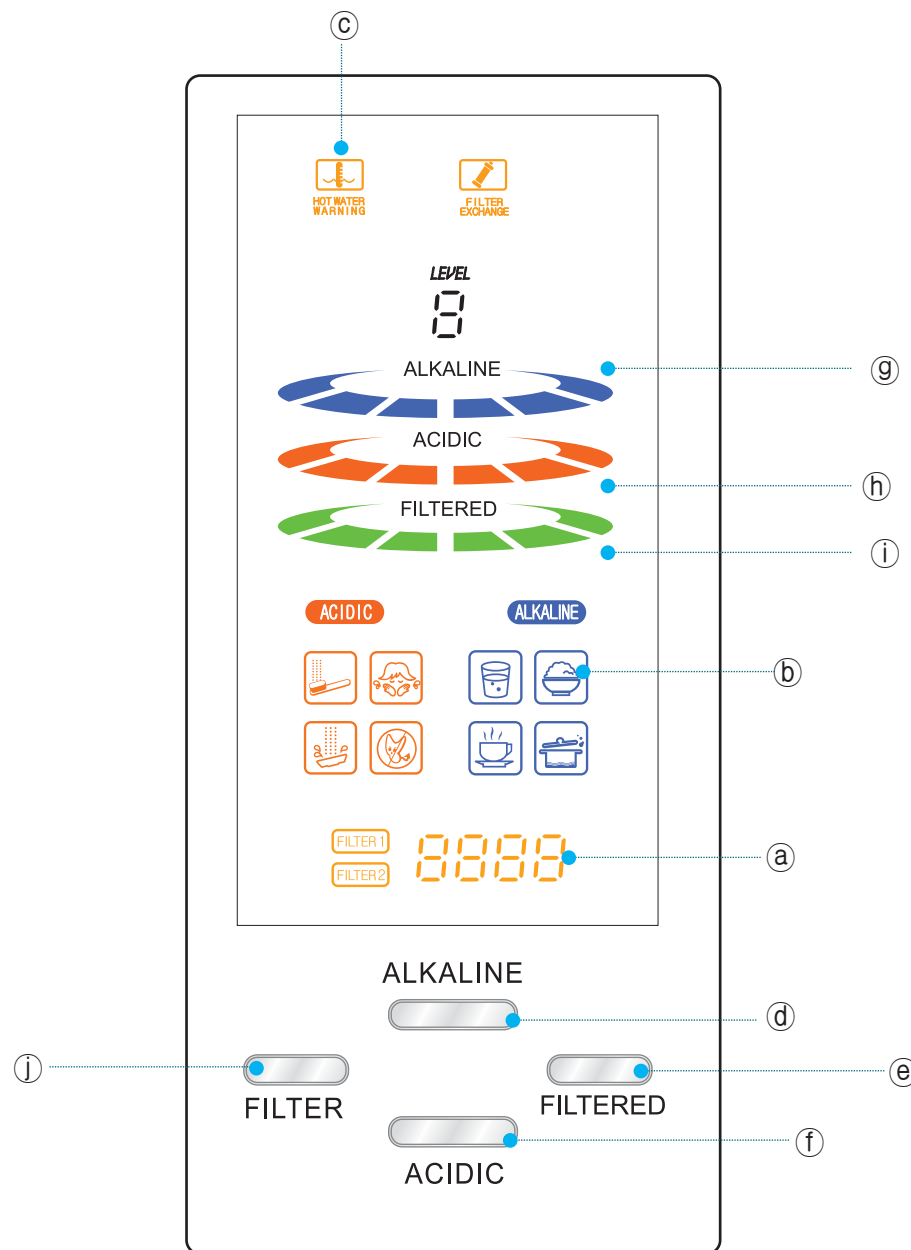 ⓒ
HOT WATER
WARNING
FILTER
EXCHANGE
LEVEL
8
ALKALINE
ⓖ
ACIDIC
ⓗ
FILTERED
ⓘ
ACIDIC
ALKALINE
ⓑ
FILTER 1
FILTER 2
8888
ⓐ
ALKALINE
ⓓ
ⓙ
FILTER
ⓔ
FILTERED
ⓕ
ACIDIC